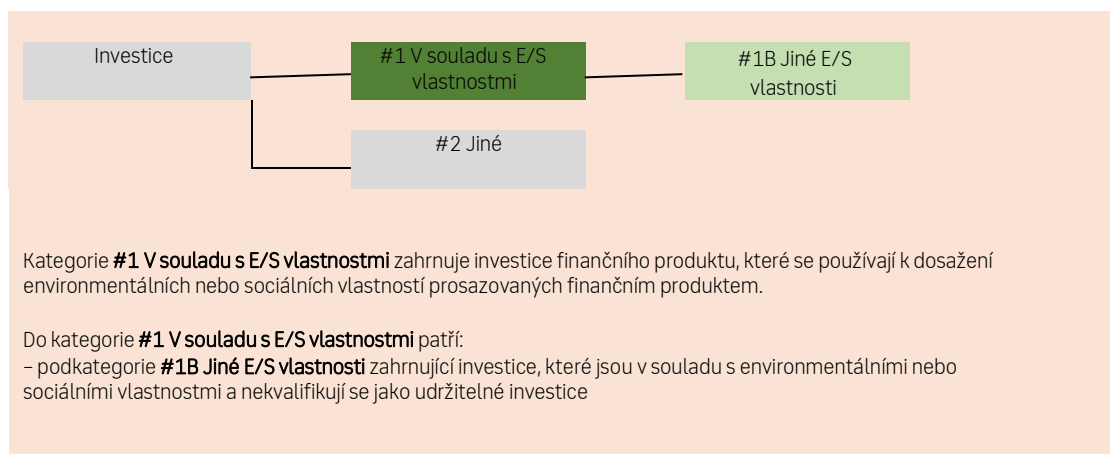 Investice
#1 V souladu s E/S
vlastnostmi
#1B Jiné E/S
vlastnosti
#2 Jiné
Kategorie #1 V souladu s E/S vlastnostmi zahrnuje investice finančního produktu, které se používají k dosažení
environmentálních nebo sociálních vlastností prosazovaných finančním produktem.
Do kategorie #1 V souladu s E/S vlastnostmi patří:
– podkategorie #1B Jiné E/S vlastnosti zahrnující investice, které jsou v souladu s environmentálními nebo
sociálními vlastnostmi a nekvalifikují se jako udržitelné investice